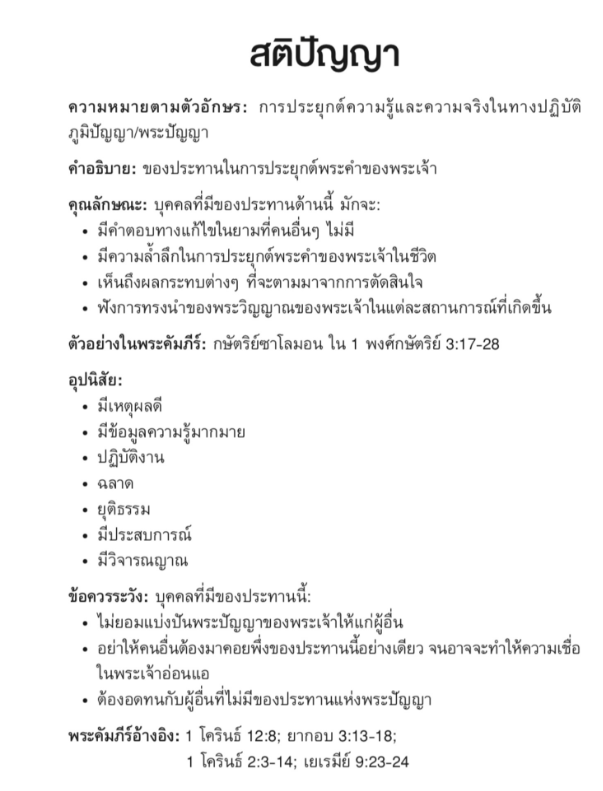 สติปัญญา
ความหมายตามตัวอักษร: การประยุกต์ความรู้และความจริงในทางปฏิบัติ
ภูมิปัญญา/พระปัญญา
คำอธิบาย: ของประทานในการประยุกต์พระคำของพระเจ้า
คุณลักษณะ: บุคคลที่มีของประทานด้านนี้ มักจะ:
• มีคำตอบทางแก้ไขในยามที่คนอื่นๆ ไม่มี
• มีความล้ำลึกในการประยุกต์พระคำของพระเจ้าในชีวิต
• เห็นถึงผลกระทบต่างๆ ที่จะตามมาจากการตัดสินใจ
• ฟังการทรงนำของพระวิญญาณของพระเจ้าในแต่ละสถานการณ์ที่เกิดขึ้น
ตัวอย่างในพระคัมภีร์: กษัตริย์ซาโลมอน ใน 1 พงศ์กษัตริย์ 3:17-28
อุปนิสัย:
• มีเหตุผลดี
• มีข้อมูลความรู้มากมาย
• ปฏิบัติงาน
• ฉลาด
• ยุติธรรม
• มีประสบการณ์
• มีวิจารณญาณ
ข้อควรระวัง: บุคคลที่มีของประทานนี้:
• ไม่ยอมแบ่งปันพระปัญญาของพระเจ้าให้แก่ผู้อื่น
• อย่าให้คนอื่นต้องมาคอยพึ่งของประทานนี้อย่างเดียว จนอาจจะทำให้ความเชื่อ
ในพระเจ้าอ่อนแอ
• ต้องอดทนกับผู้อื่นที่ไม่มีของประทานแห่งพระปัญญา
พระคัมภีร์อ้างอิง: 1 โครินธ์ 12:8; ยากอบ 3:13-18;
1 โครินธ์ 2:3-14; เยเรมีย์ 9:23-24